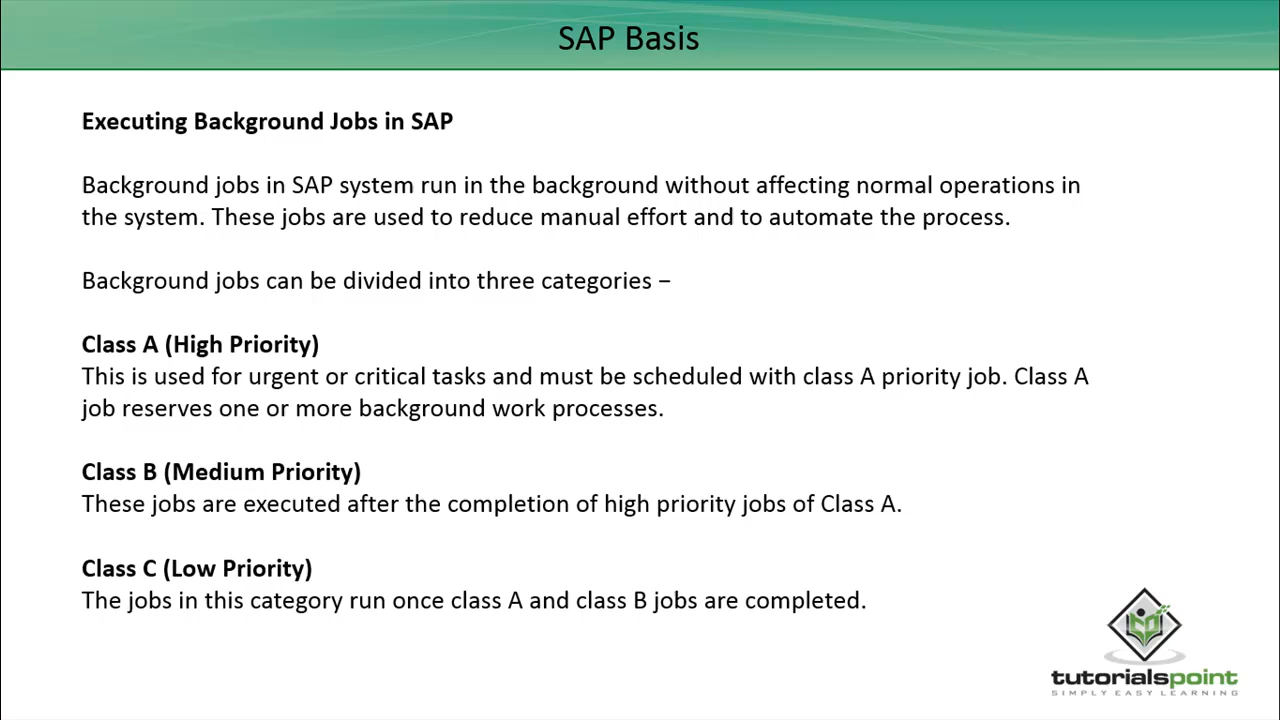 SAP Basis
Executing Background Jobs in SAP
Background jobs in SAP system run in the background without affecting normal operations in
the system. These jobs are used to reduce manual effort and to automate the process.
Background jobs can be divided into three categories −
Class A (High Priority)
This is used for urgent or critical tasks and must be scheduled with class A priority job. Class A
job reserves one or more background work processes.
Class B (Medium Priority)
These jobs are executed after the completion of high priority jobs of Class A.
Class C (Low Priority)
The jobs in this category run once class A and class B jobs are completed.
tutorialspoint
SIMPLY EASY LEARNING